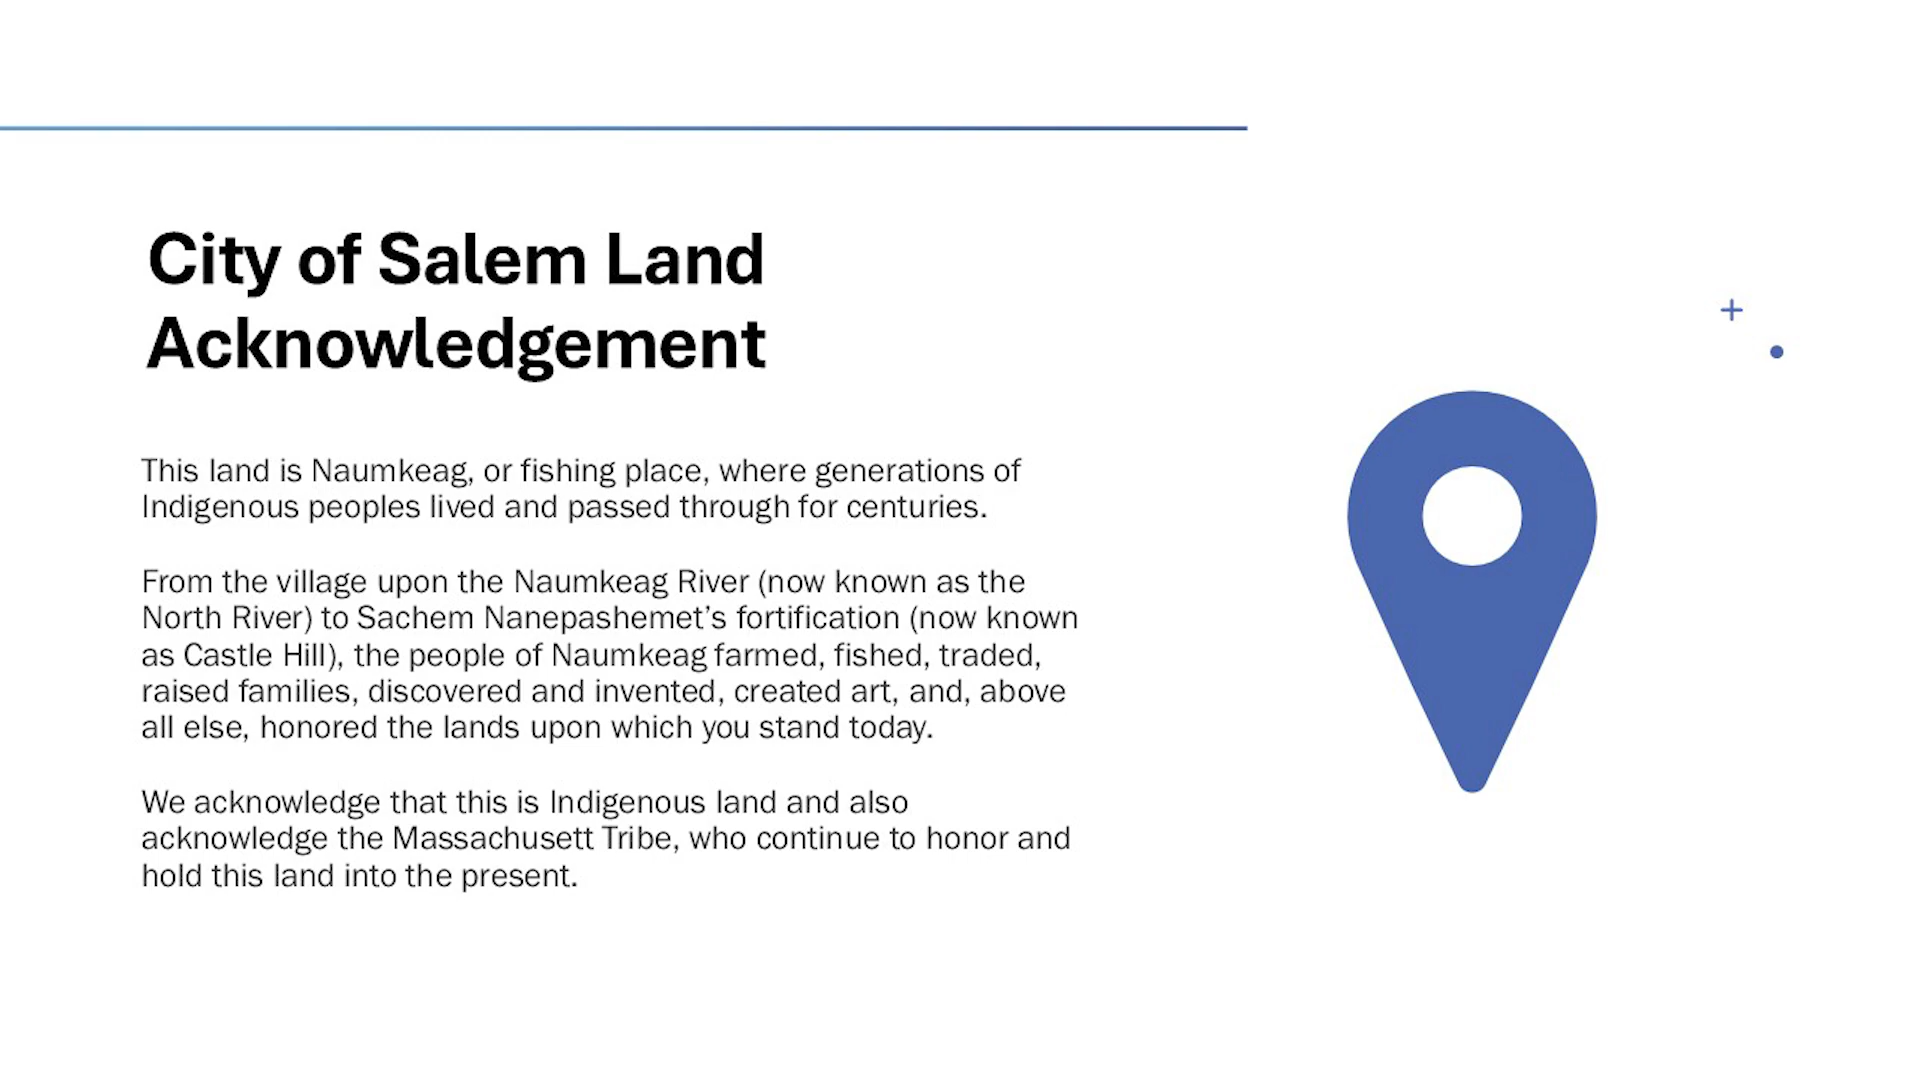 City of Salem Land
Acknowledgement
This land is Naumkeag, or fishing place, where generations of
Indigenous peoples lived and passed through for centuries.
From the village upon the Naumkeag River (now known as the
North River) to Sachem Nanepashemet’s fortification (now known
as Castle Hill), the people of Naumkeag farmed, fished, traded,
raised families, discovered and invented, created art, and, above
all else, honored the lands upon which you stand today.
We acknowledge that this is Indigenous land and also
acknowledge the Massachusett Tribe, who continue to honor and
hold this land into the present.